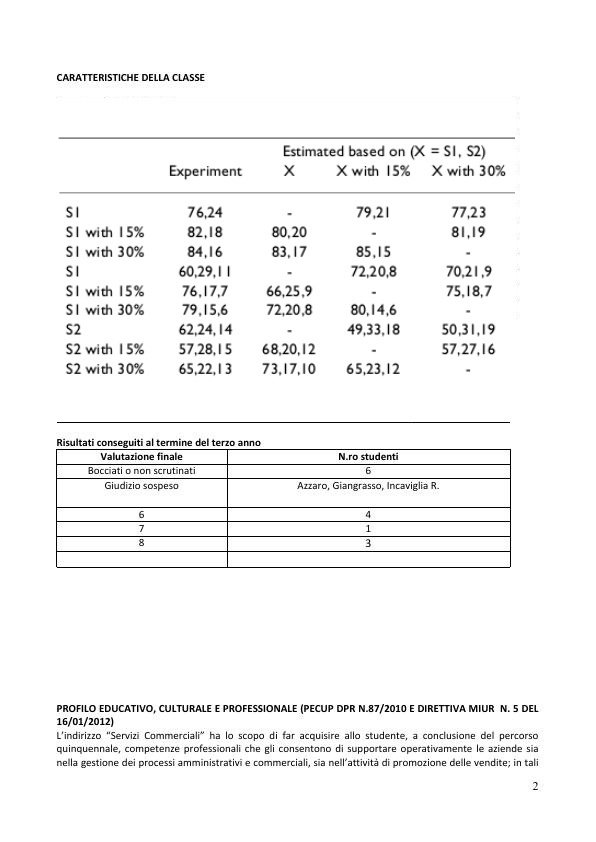 CARATTERISTICHE DELLA CLASSE
Estimated based on (X = S1, S2)
Experiment X X with 15% X with 30%
S1 76,24 - 79,21 77,23
S1 with 15% 82,18 80,20 - 81,19
S1 with 30% 84,16 83,17 85,15 -
S1 60,29,11 - 72,20,8 70,21,9
S1 with 15% 76,17,7 66,25,9 - 75,18,7
S1 with 30% 79,15,6 72,20,8 80,14,6 -
S2 62,24,14 - 49,33,18 50,31,19
S2 with 15% 57,28,15 68,20,12 - 57,27,16
S2 with 30% 65,22,13 73,17,10 65,23,12 -
Risultati conseguiti al termine del terzo anno
Valutazione finale N.ro studenti
Bocciati o non scrutinati 6
Giudizio sospeso Azzaro, Giangrasso, Incaviglia R.
6 4
7 1
8 3
PROFILO EDUCATIVO, CULTURALE E PROFESSIONALE (PECUP DPR N.87/2010 E DIRETTIVA MIUR N. 5 DEL
16/01/2012)
L’indirizzo “Servizi Commerciali” ha lo scopo di far acquisire allo studente, a conclusione del percorso
quinquennale, competenze professionali che gli consentono di supportare operativamente le aziende sia
nella gestione dei processi amministrativi e commerciali, sia nell’attività di promozione delle vendite; in tali
2